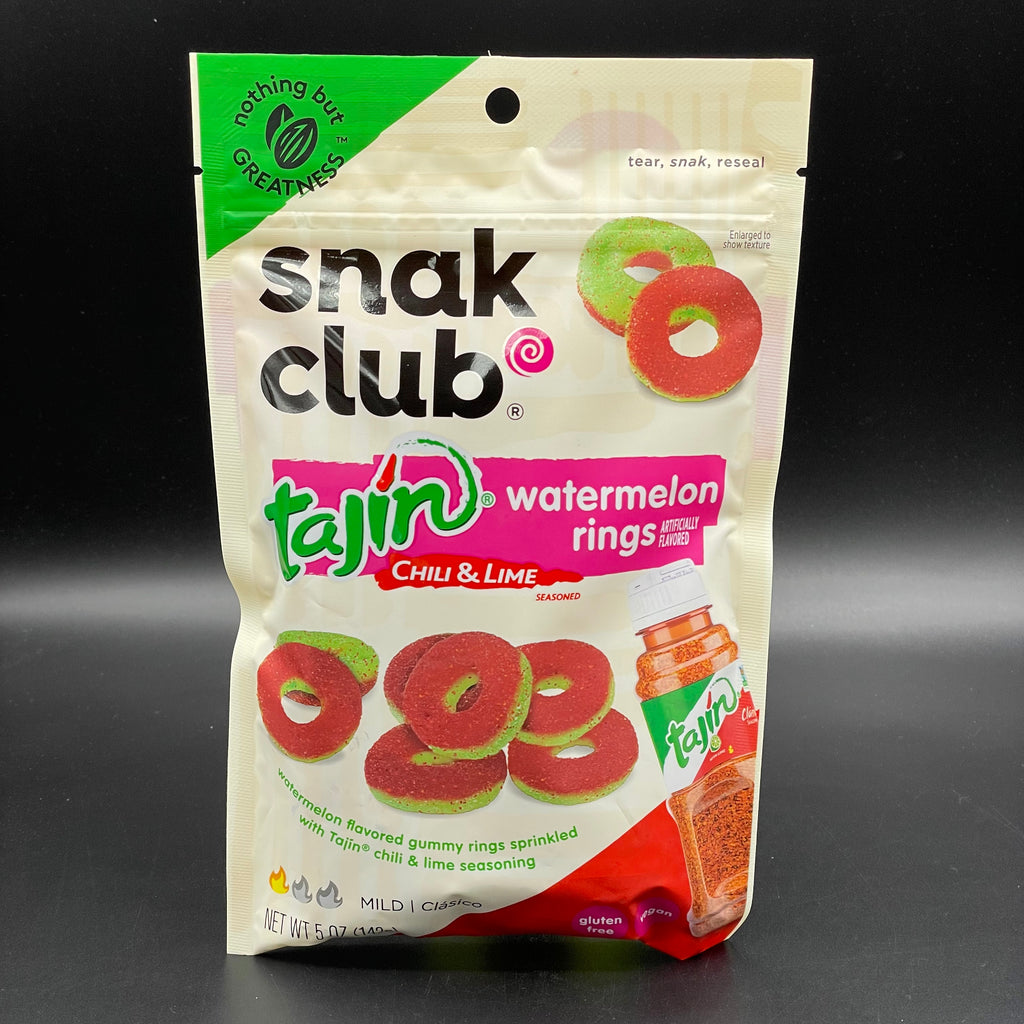 nothing but
GREATNESS™
tear, snak, reseal
Enlarged to
show texture
snak
club®
tajín®
watermelon
rings ARTIFICIALLY
FLAVORED
CHILI & LIME
SEASONED
tajín
watermelon flavored gummy rings sprinkled
with Tajín® chili & lime seasoning
MILD | Clásico
NET WT 5 OZ (142g)
gluten
free
vegan